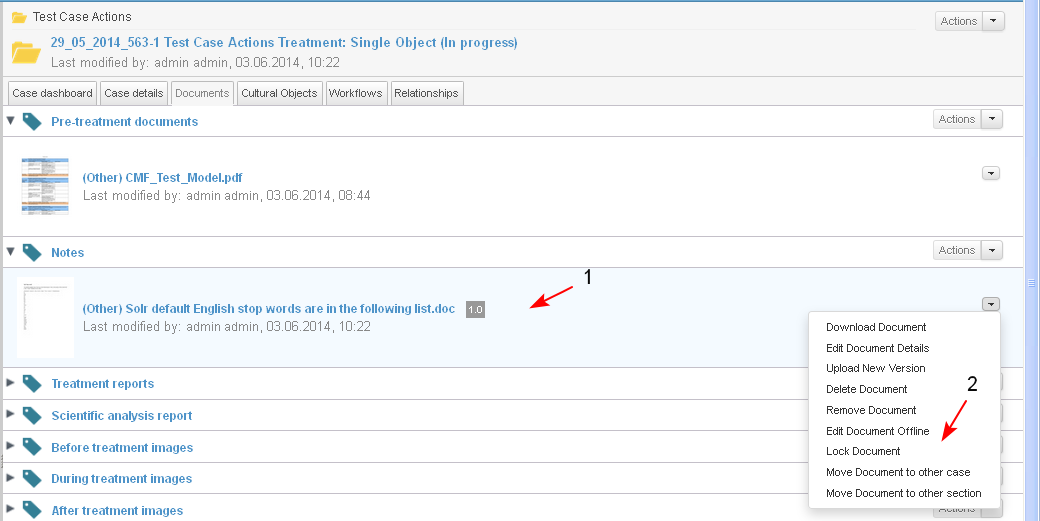 Test Case Actions
Actions
29_05_2014_563-1 Test Case Actions Treatment: Single Object (In progress)
Last modified by: admin admin, 03.06.2014, 10:22
Case dashboard Case details Documents Cultural Objects Workflows Relationships
Pre-treatment documents
Actions
(Other) CMF_Test_Model.pdf
Last modified by: admin admin, 03.06.2014, 08:44
Notes
Actions
1
(Other) Solr default English stop words are in the following list.doc 1.0
Last modified by: admin admin, 03.06.2014, 10:22
Download Document
Edit Document Details
Upload New Version
Delete Document
Remove Document
Edit Document Offline
Lock Document
Move Document to other case
Move Document to other section
2
Treatment reports
Scientific analysis report
Before treatment images
During treatment images
After treatment images
Actions